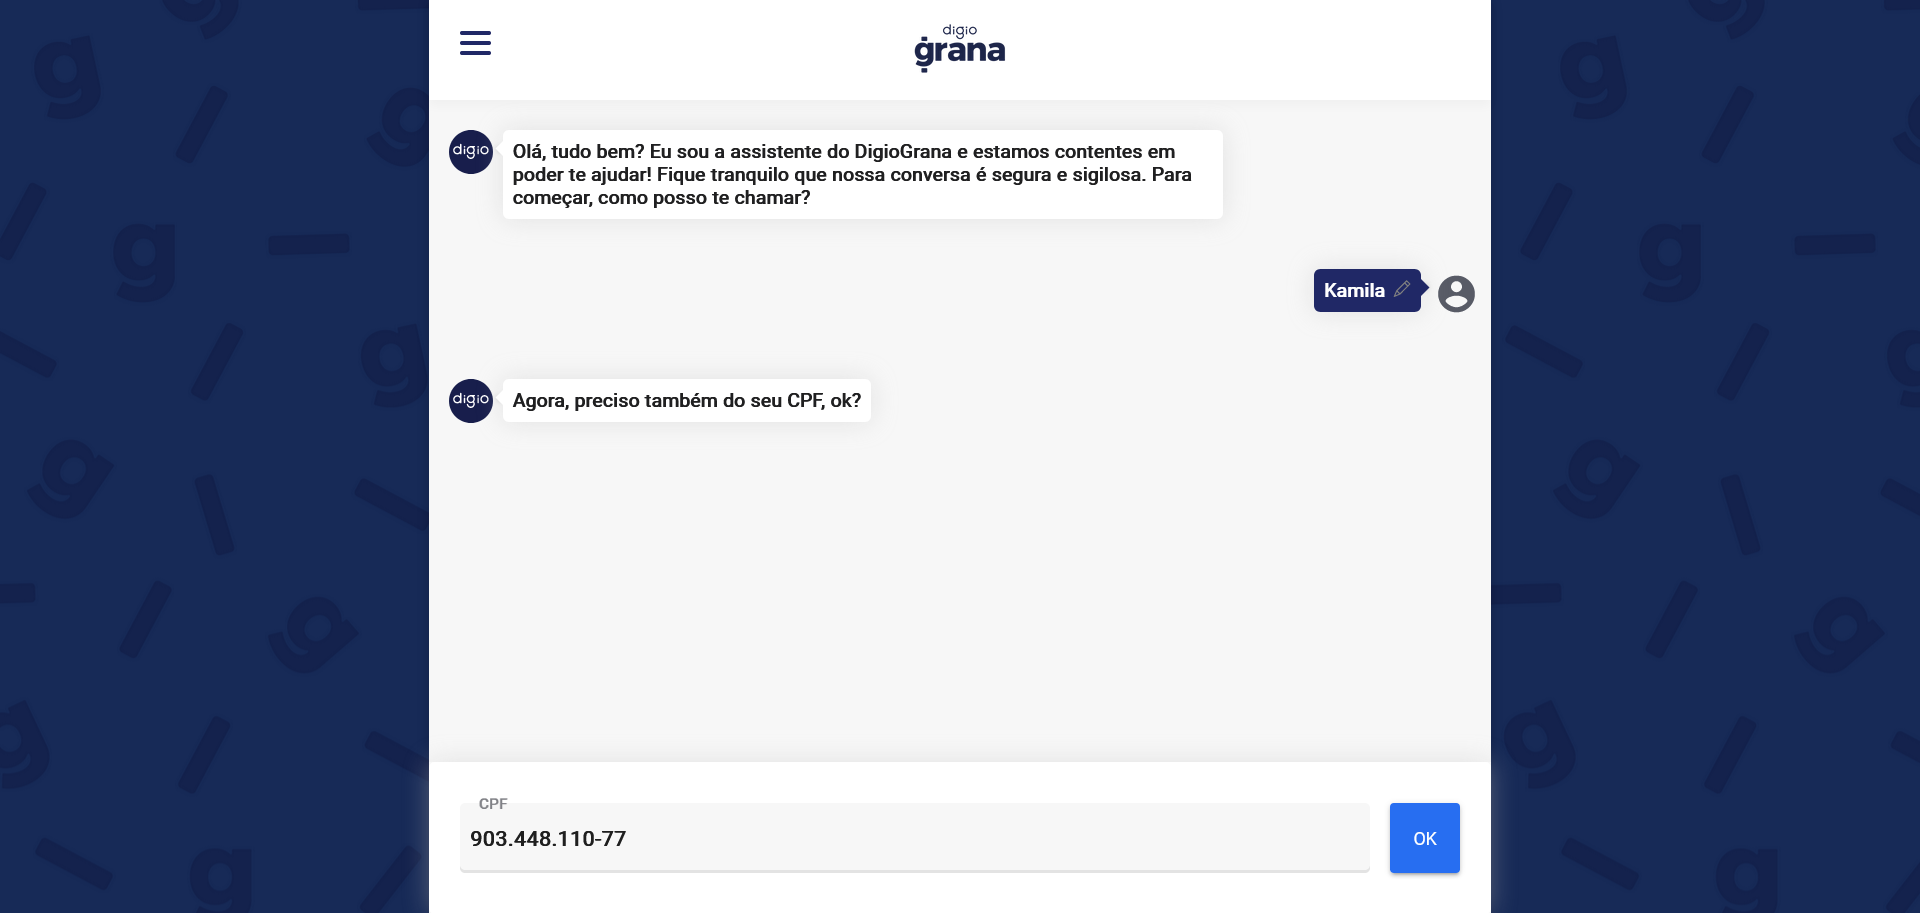 digio
grana
digio
Olá, tudo bem? Eu sou a assistente do DigioGrana e estamos contentes em
poder te ajudar! Fique tranquilo que nossa conversa é segura e sigilosa. Para
começar, como posso te chamar?
Kamila
digio
Agora, preciso também do seu CPF, ok?
CPF
903.448.110-77
OK